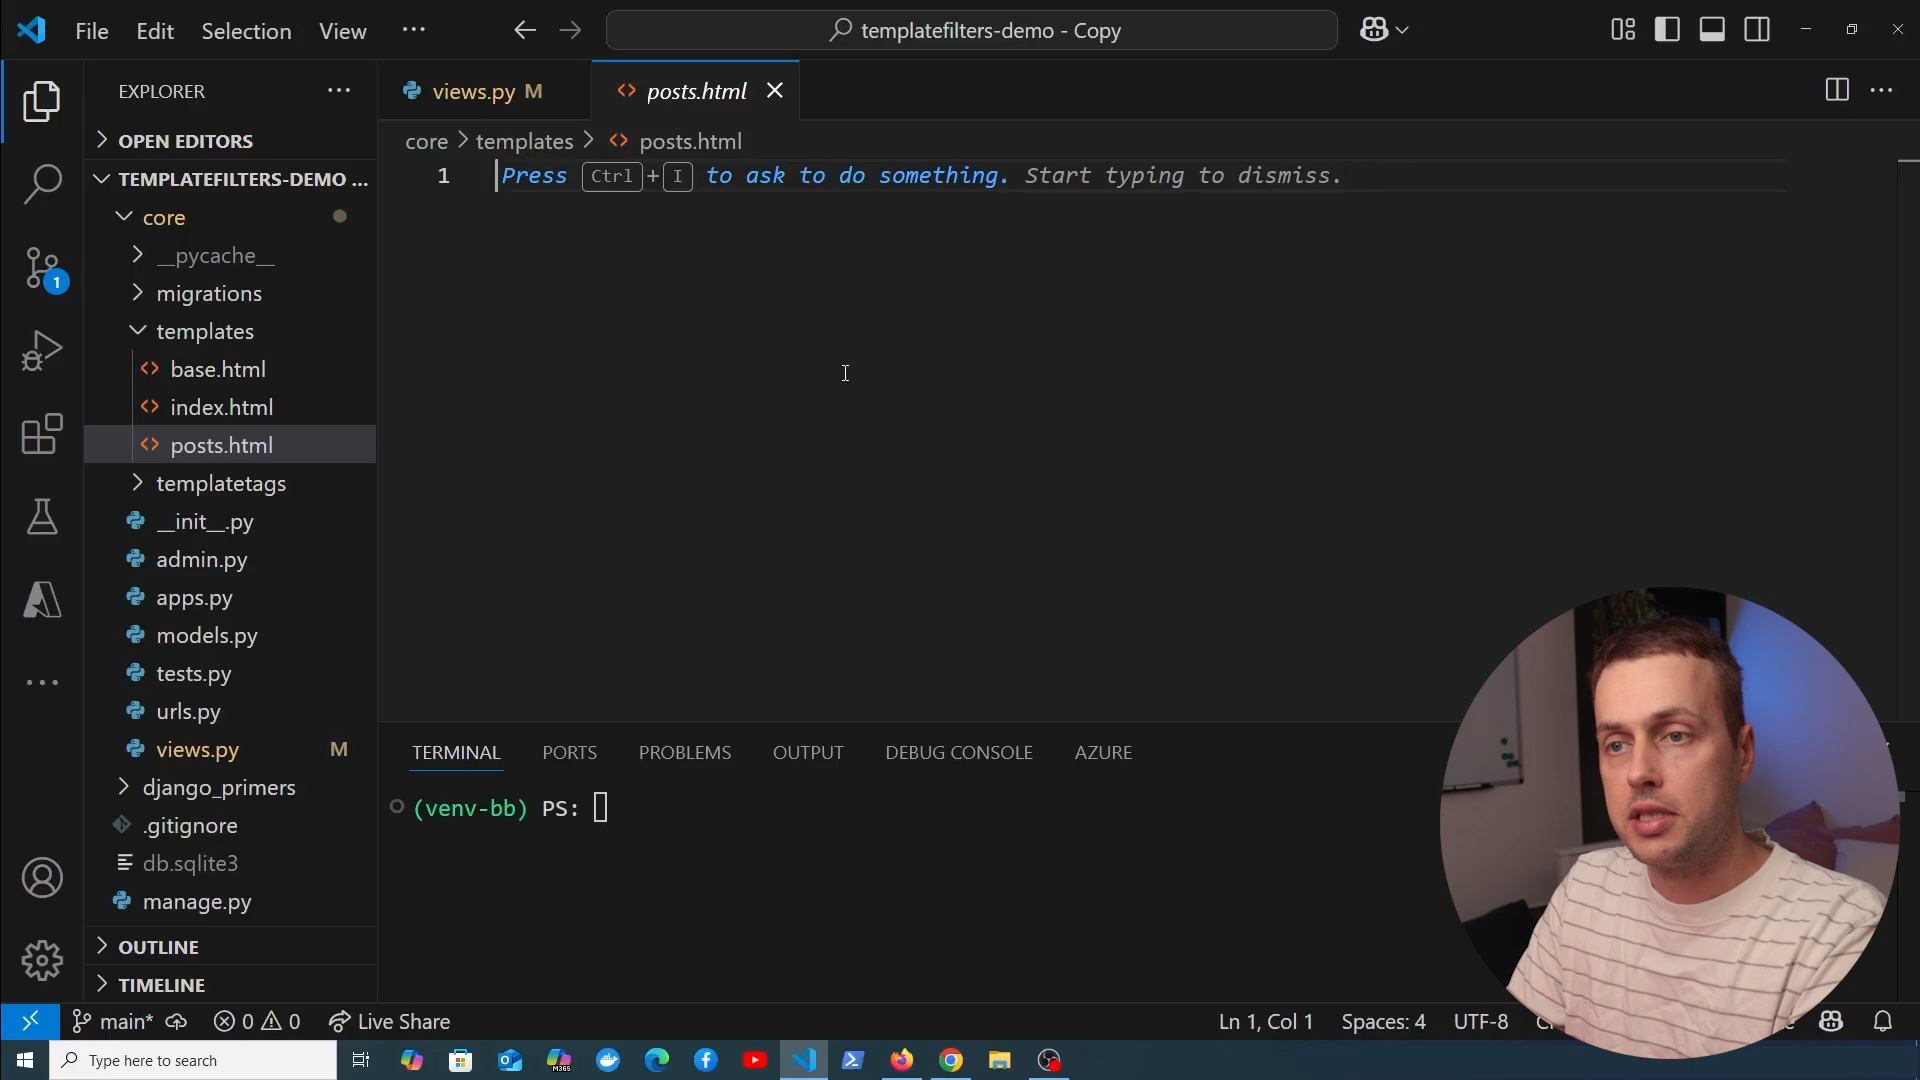 File Edit Selection View ···
templatefilters-demo - Copy
EXPLORER
OPEN EDITORS
TEMPLATEFILTERS-DEMO ...
core
__pycache__
migrations
templates
base.html
index.html
posts.html
templatetags
__init__.py
admin.py
apps.py
models.py
tests.py
urls.py
views.py M
django_primers
.gitignore
db.sqlite3
manage.py
OUTLINE
TIMELINE
1
views.py M
posts.html
core > templates > posts.html
1 Press Ctrl+I to ask to do something. Start typing to dismiss.
TERMINAL PORTS PROBLEMS OUTPUT DEBUG CONSOLE AZURE
(venv-bb) PS:
main* 0 0 Live Share
Ln 1, Col 1 Spaces: 4 UTF-8
Type here to search
M365